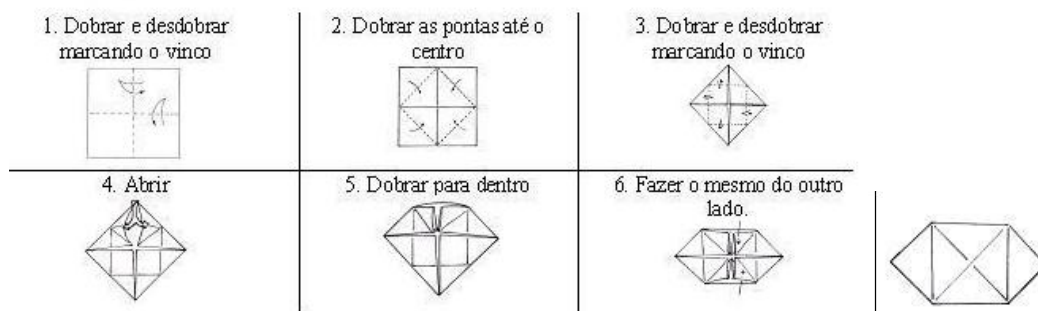 1. Dobrar e desdobrar
marcando o vinco
2. Dobrar as pontas até o
centro
3. Dobrar e desdobrar
marcando o vinco
4. Abrir
5. Dobrar para dentro
6. Fazer o mesmo do outro
lado.